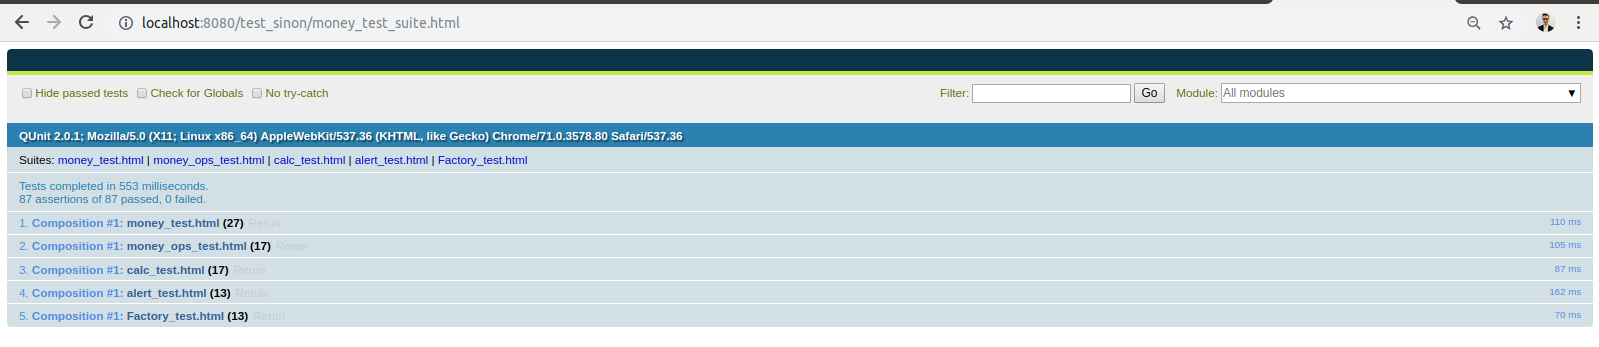 localhost:8080/test_sinon/money_test_suite.html
Hide passed tests Check for Globals No try-catch Filter: Go Module: All modules ▼
QUnit 2.0.1; Mozilla/5.0 (X11; Linux x86_64) AppleWebKit/537.36 (KHTML, like Gecko) Chrome/71.0.3578.80 Safari/537.36
Suites: money_test.html | money_ops_test.html | calc_test.html | alert_test.html | Factory_test.html
Tests completed in 553 milliseconds.
87 assertions of 87 passed, 0 failed.
1. Composition #1: money_test.html (27) Rerun 110 ms
2. Composition #1: money_ops_test.html (17) Rerun 105 ms
3. Composition #1: calc_test.html (17) Rerun 87 ms
4. Composition #1: alert_test.html (13) Rerun 162 ms
5. Composition #1: Factory_test.html (13) Rerun 70 ms